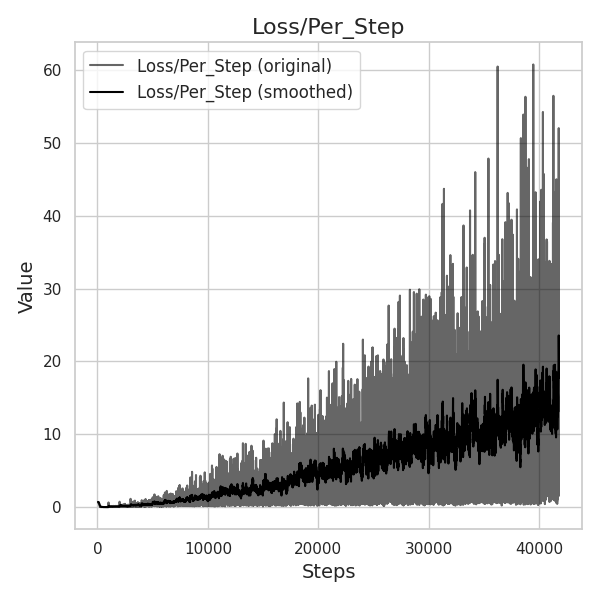 Loss/Per_Step
Loss/Per_Step (original)
Loss/Per_Step (smoothed)
Value
60
50
40
30
20
10
0
0 10000 20000 30000 40000
Steps